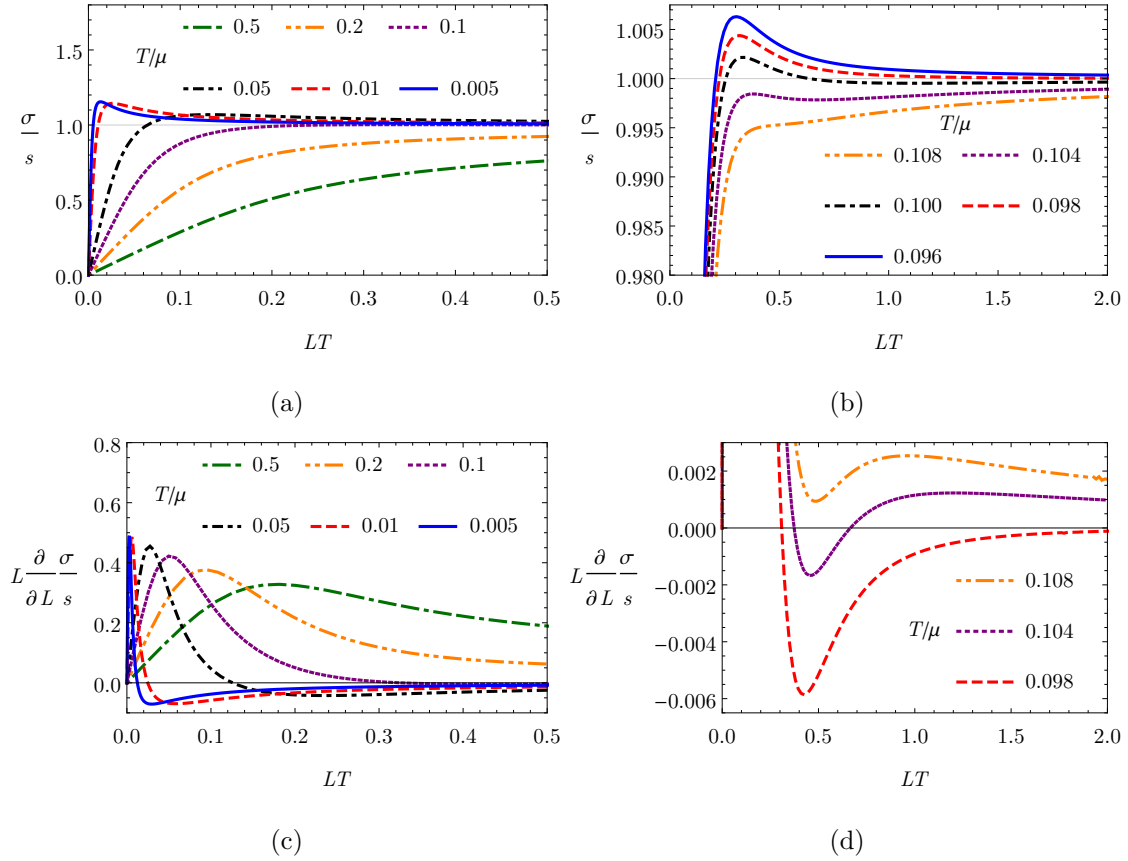 0.5 0.2 0.1
T/μ
0.05 0.01 0.005
σ/s
0.0 0.5 1.0 1.5
0.0 0.1 0.2 0.3 0.4 0.5
LT
(a)
1.005
1.000
0.995
0.990
0.985
0.980
σ/s
T/μ
0.108 0.104
0.100 0.098
0.096
0.0 0.5 1.0 1.5 2.0
LT
(b)
0.8
0.6
0.4
0.2
0.0
0.5 0.2 0.1
T/μ
0.05 0.01 0.005
L ∂/∂L σ/s
0.0 0.1 0.2 0.3 0.4 0.5
LT
(c)
0.002
0.000
−0.002
−0.004
−0.006
L ∂/∂L σ/s
0.108
T/μ 0.104
0.098
0.0 0.5 1.0 1.5 2.0
LT
(d)